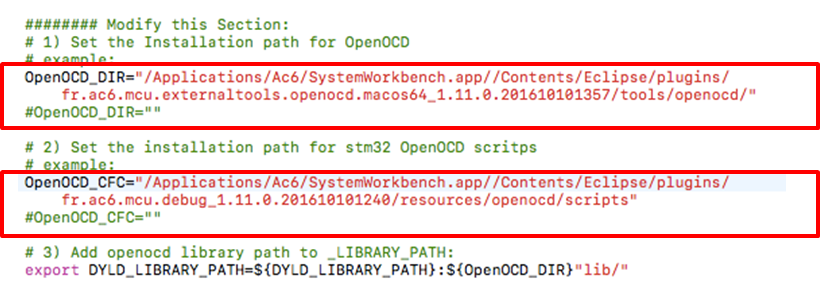 ######## Modify this Section:
# 1) Set the Installation path for OpenOCD
# example:
OpenOCD_DIR="/Applications/Ac6/SystemWorkbench.app//Contents/Eclipse/plugins/
fr.ac6.mcu.externaltools.openocd.macos64_1.11.0.201610101357/tools/openocd/"
#OpenOCD_DIR=""
# 2) Set the installation path for stm32 OpenOCD scritps
# example:
OpenOCD_CFC="/Applications/Ac6/SystemWorkbench.app//Contents/Eclipse/plugins/
fr.ac6.mcu.debug_1.11.0.201610101240/resources/openocd/scripts"
#OpenOCD_CFC=""
# 3) Add openocd library path to _LIBRARY_PATH:
export DYLD_LIBRARY_PATH=${DYLD_LIBRARY_PATH}:${OpenOCD_DIR}"lib/"